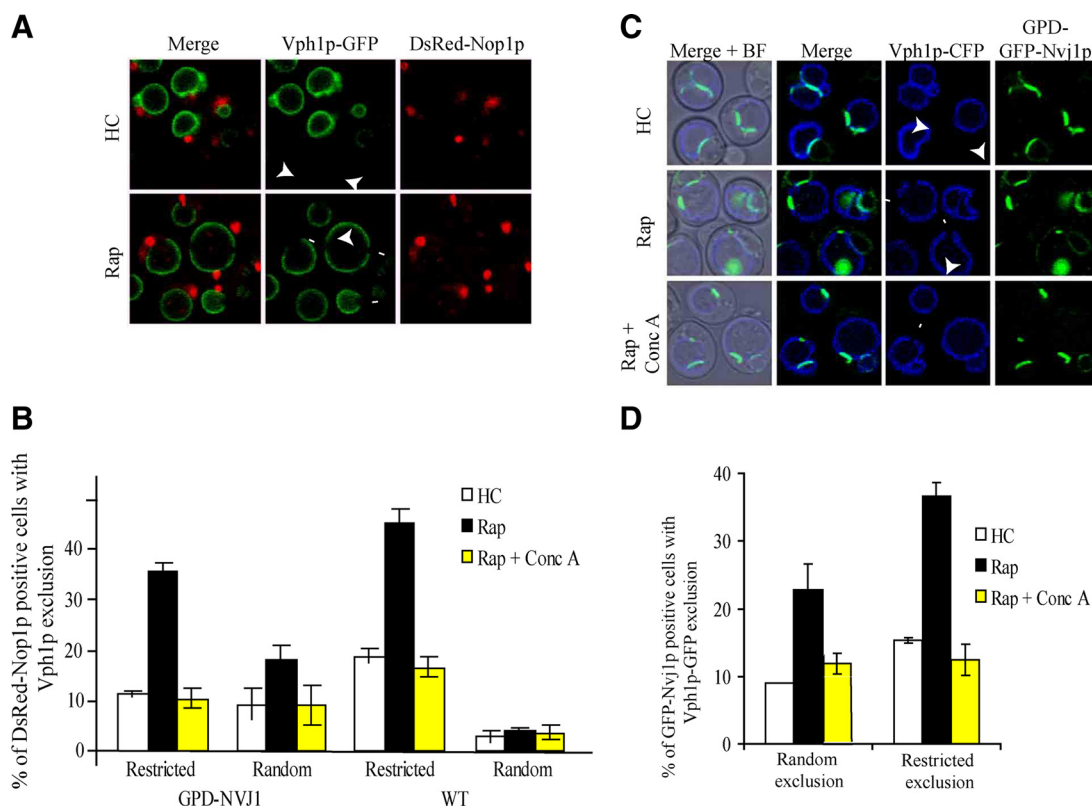 A
Merge Vph1p-GFP DsRed-Nop1p
HC
Rap
C
GPD-
Merge + BF Merge Vph1p-CFP GFP-Nvj1p
HC
Rap
Rap +
Conc A
B
% of DsRed-Nop1p positive cells with
Vph1p exclusion
40
30
20
10
0
HC
Rap
Rap + Conc A
Restricted Random Restricted Random
GPD-NVJ1 WT
D
% of GFP-Nvj1p positive cells with
Vph1p-GFP exclusion
40
30
20
10
0
HC
Rap
Rap + Conc A
Random
exclusion
Restricted
exclusion